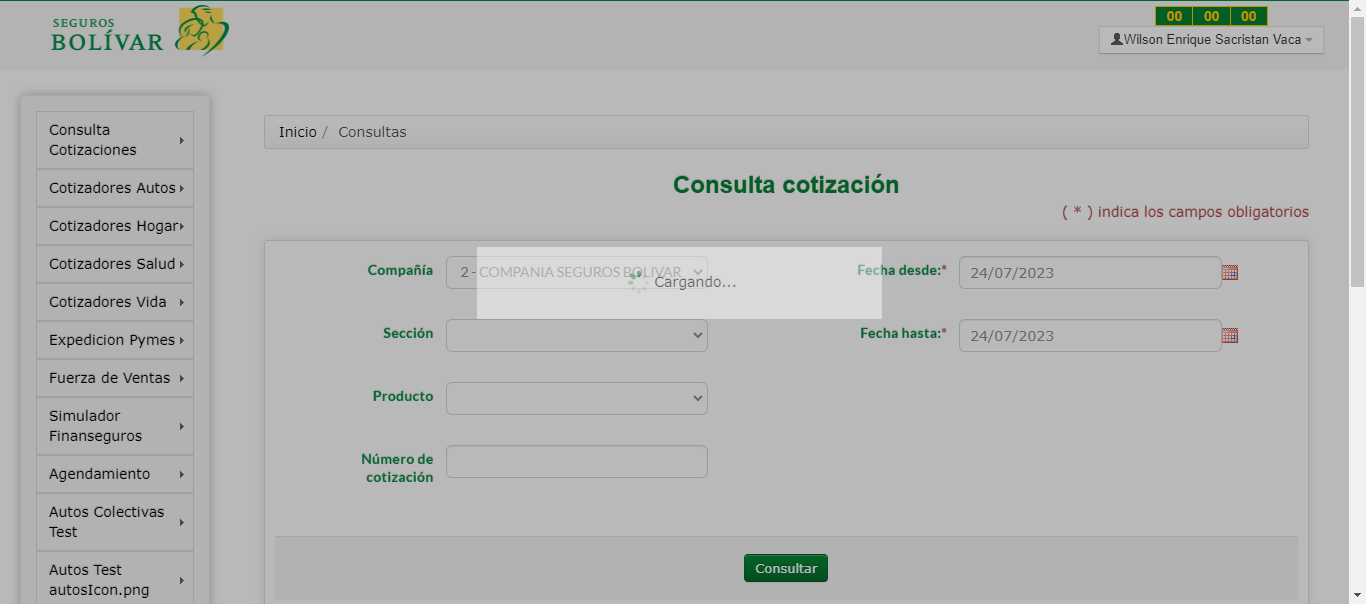 SEGUROS
BOLÍVAR
00 00 00
Wilson Enrique Sacristan Vaca
Consulta
Cotizaciones
Cotizadores Autos
Cotizadores Hogar
Cotizadores Salud
Cotizadores Vida
Expedicion Pymes
Fuerza de Ventas
Simulador
Finanseguros
Agendamiento
Autos Colectivas
Test
Autos Test
autosIcon.png
Inicio / Consultas
Consulta cotización
( * ) indica los campos obligatorios
Compañía 2 - COMPANIA SEGUROS BOLIVAR Fecha desde:* 24/07/2023
Cargando...
Sección Fecha hasta:* 24/07/2023
Producto
Número de
cotización
Consultar